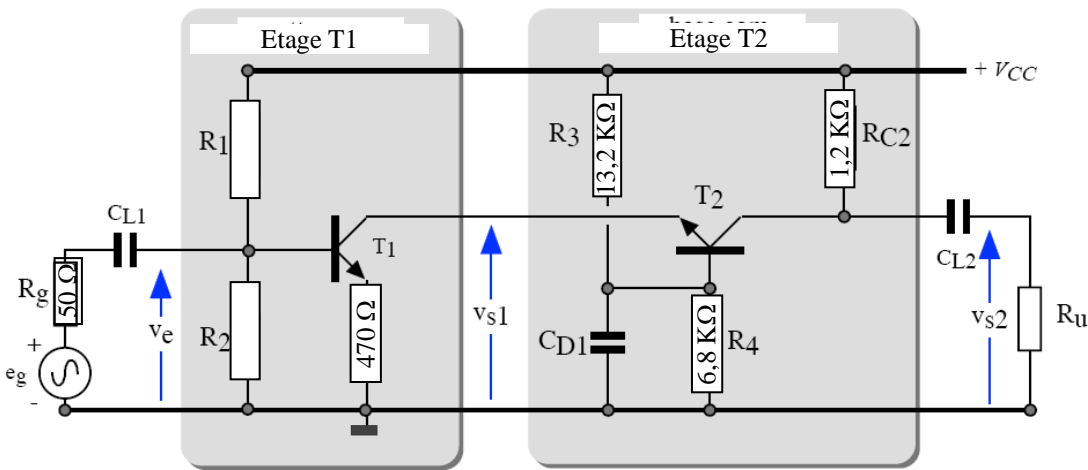 Etage T1
Etage T2
+ VCC
R1
R3
13,2 KΩ
1,2 KΩ
RC2
T2
CL1
T1
CL2
Rg
50 Ω
ve
R2
470 Ω
vs1
CD1
6,8 KΩ
R4
vs2
Ru
+
eg
-